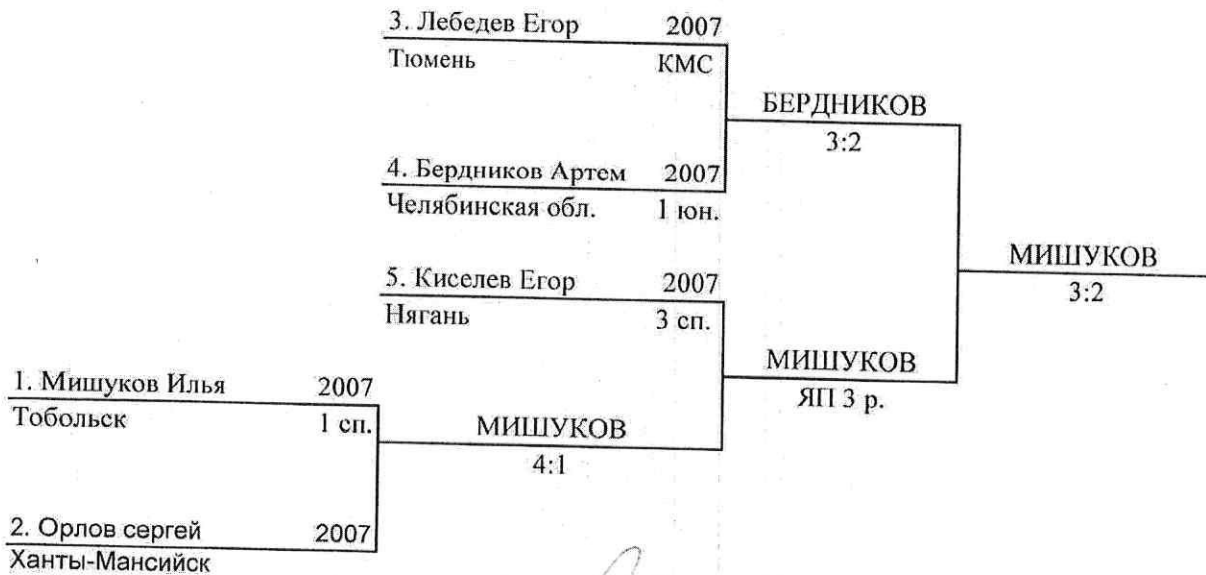 3. Лебедев Егор 2007
Тюмень КМС
БЕРДНИКОВ
3:2
4. Бердников Артем 2007
Челябинская обл. 1 юн.
МИШУКОВ
3:2
5. Киселев Егор 2007
Нягань 3 сп.
МИШУКОВ
ЯП 3 р.
1. Мишуков Илья 2007
Тобольск 1 сп.
МИШУКОВ
4:1
2. Орлов сергей 2007
Ханты-Мансийск